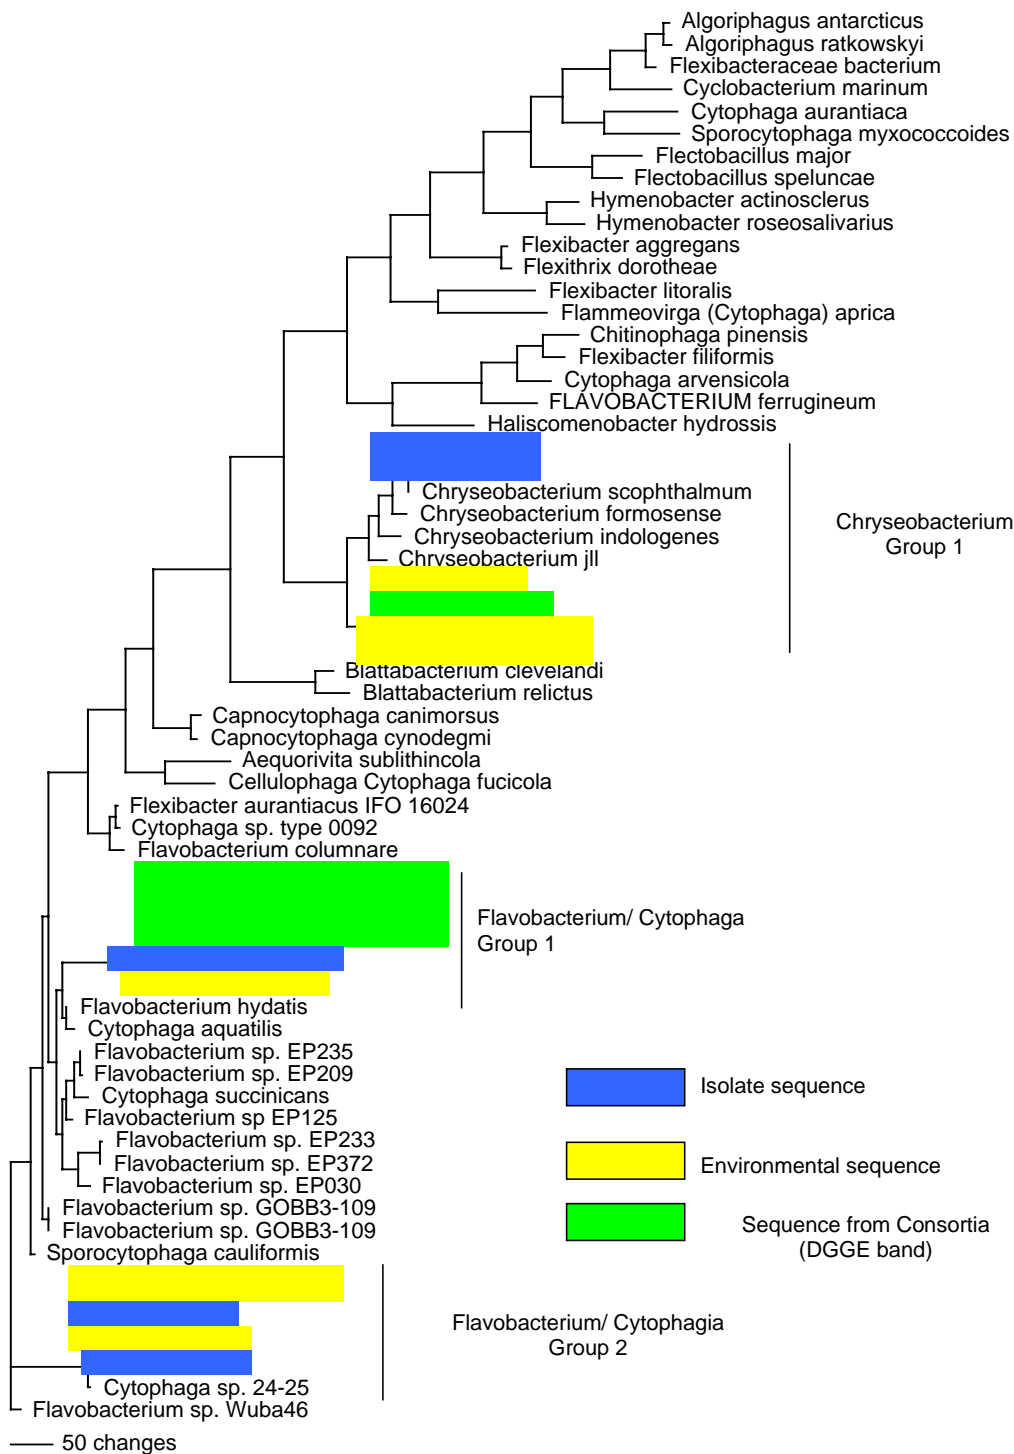 Algoriphagus antarcticus
Algoriphagus ratkowskyi
Flexibacteraceae bacterium
Cyclobacterium marinum
Cytophaga aurantiaca
Sporocytophaga myxococcoides
Flectobacillus major
Flectobacillus speluncae
Hymenobacter actinosclerus
Hymenobacter roseosalivarius
Flexibacter aggregans
Flexithrix dorotheae
Flexibacter litoralis
Flammeovirga (Cytophaga) aprica
Chitinophaga pinensis
Flexibacter filiformis
Cytophaga arvensicola
FLAVOBACTERIUM ferrugineum
Haliscomenobacter hydrossis
Chryseobacterium scophthalmum
Chryseobacterium formosense
Chryseobacterium indologenes
Chryseobacterium jll
Chryseobacterium
Group 1
Blattabacterium clevelandi
Blattabacterium relictus
Capnocytophaga canimorsus
Capnocytophaga cynodegmi
Aequorivita sublithincola
Cellulophaga Cytophaga fucicola
Flexibacter aurantiacus IFO 16024
Cytophaga sp. type 0092
Flavobacterium columnare
Flavobacterium/ Cytophaga
Group 1
Flavobacterium hydatis
Cytophaga aquatilis
Flavobacterium sp. EP235
Flavobacterium sp. EP209
Cytophaga succinicans
Flavobacterium sp EP125
Flavobacterium sp. EP233
Flavobacterium sp. EP372
Flavobacterium sp. EP030
Flavobacterium sp. GOBB3-109
Flavobacterium sp. GOBB3-109
Sporocytophaga cauliformis
Isolate sequence
Environmental sequence
Sequence from Consortia
(DGGE band)
Flavobacterium/ Cytophagia
Group 2
Cytophaga sp. 24-25
Flavobacterium sp. Wuba46
50 changes